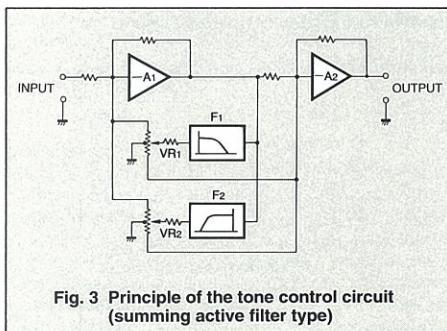 INPUT
−A1
−A2
OUTPUT
F1
VR1
F2
VR2
Fig. 3 Principle of the tone control circuit
(summing active filter type)